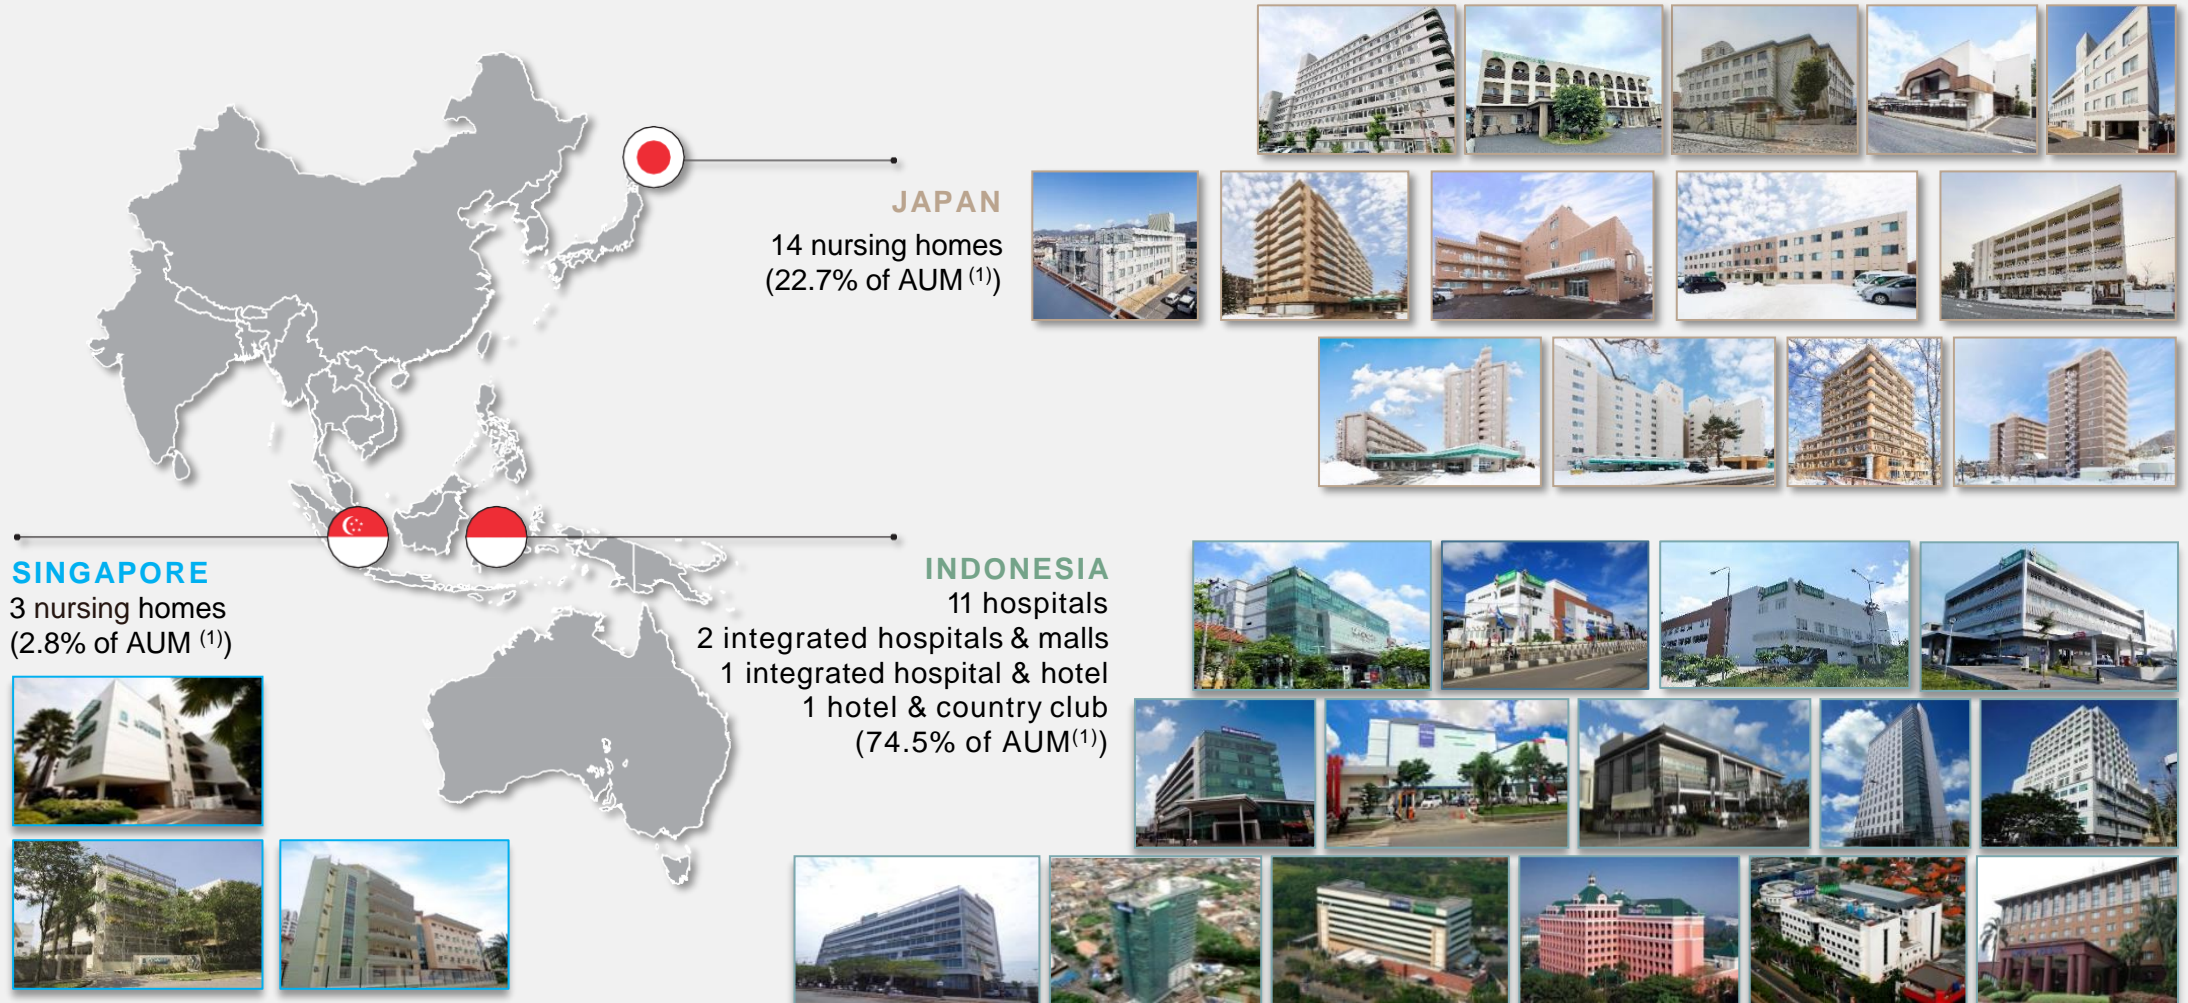 JAPAN
14 nursing homes
(22.7% of AUM (1))
SINGAPORE
3 nursing homes
(2.8% of AUM (1))
INDONESIA
11 hospitals
2 integrated hospitals & malls
1 integrated hospital & hotel
1 hotel & country club
(74.5% of AUM(1))